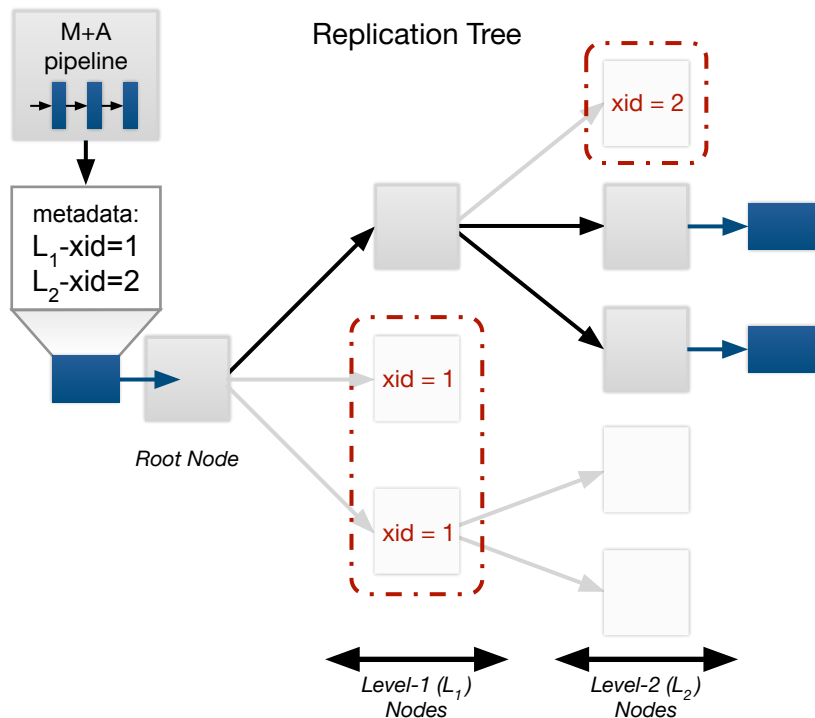 M+A
pipeline
Replication Tree
xid = 2
metadata:
L₁-xid=1
L₂-xid=2
xid = 1
Root Node
xid = 1
Level-1 (L₁)
Nodes
Level-2 (L₂)
Nodes